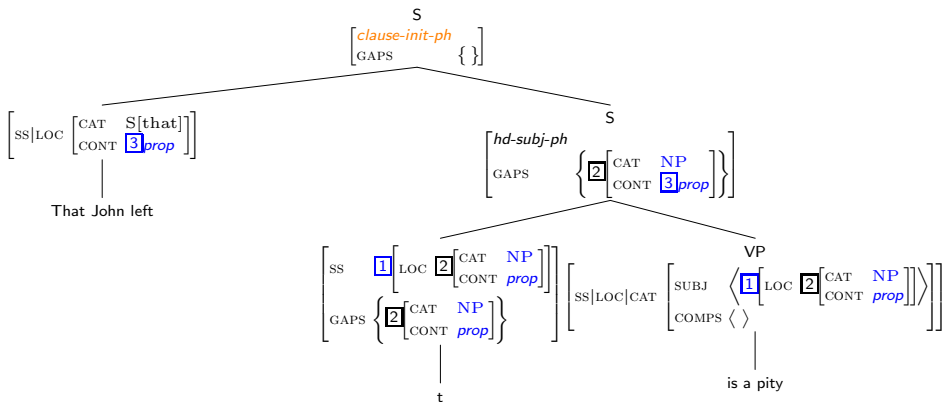 S
clause-init-ph
GAPS { }
SS|LOC CAT S[that]
CONT 3 prop
That John left
S
hd-subj-ph
GAPS { 2 CAT NP
CONT 3 prop }
SS 1 LOC 2 CAT NP
CONT prop
GAPS { 2 CAT NP
CONT prop }
t
VP
SS|LOC|CAT SUBJ ⟨ 1 LOC 2 CAT NP
CONT prop ⟩
COMPS ⟨ ⟩
is a pity